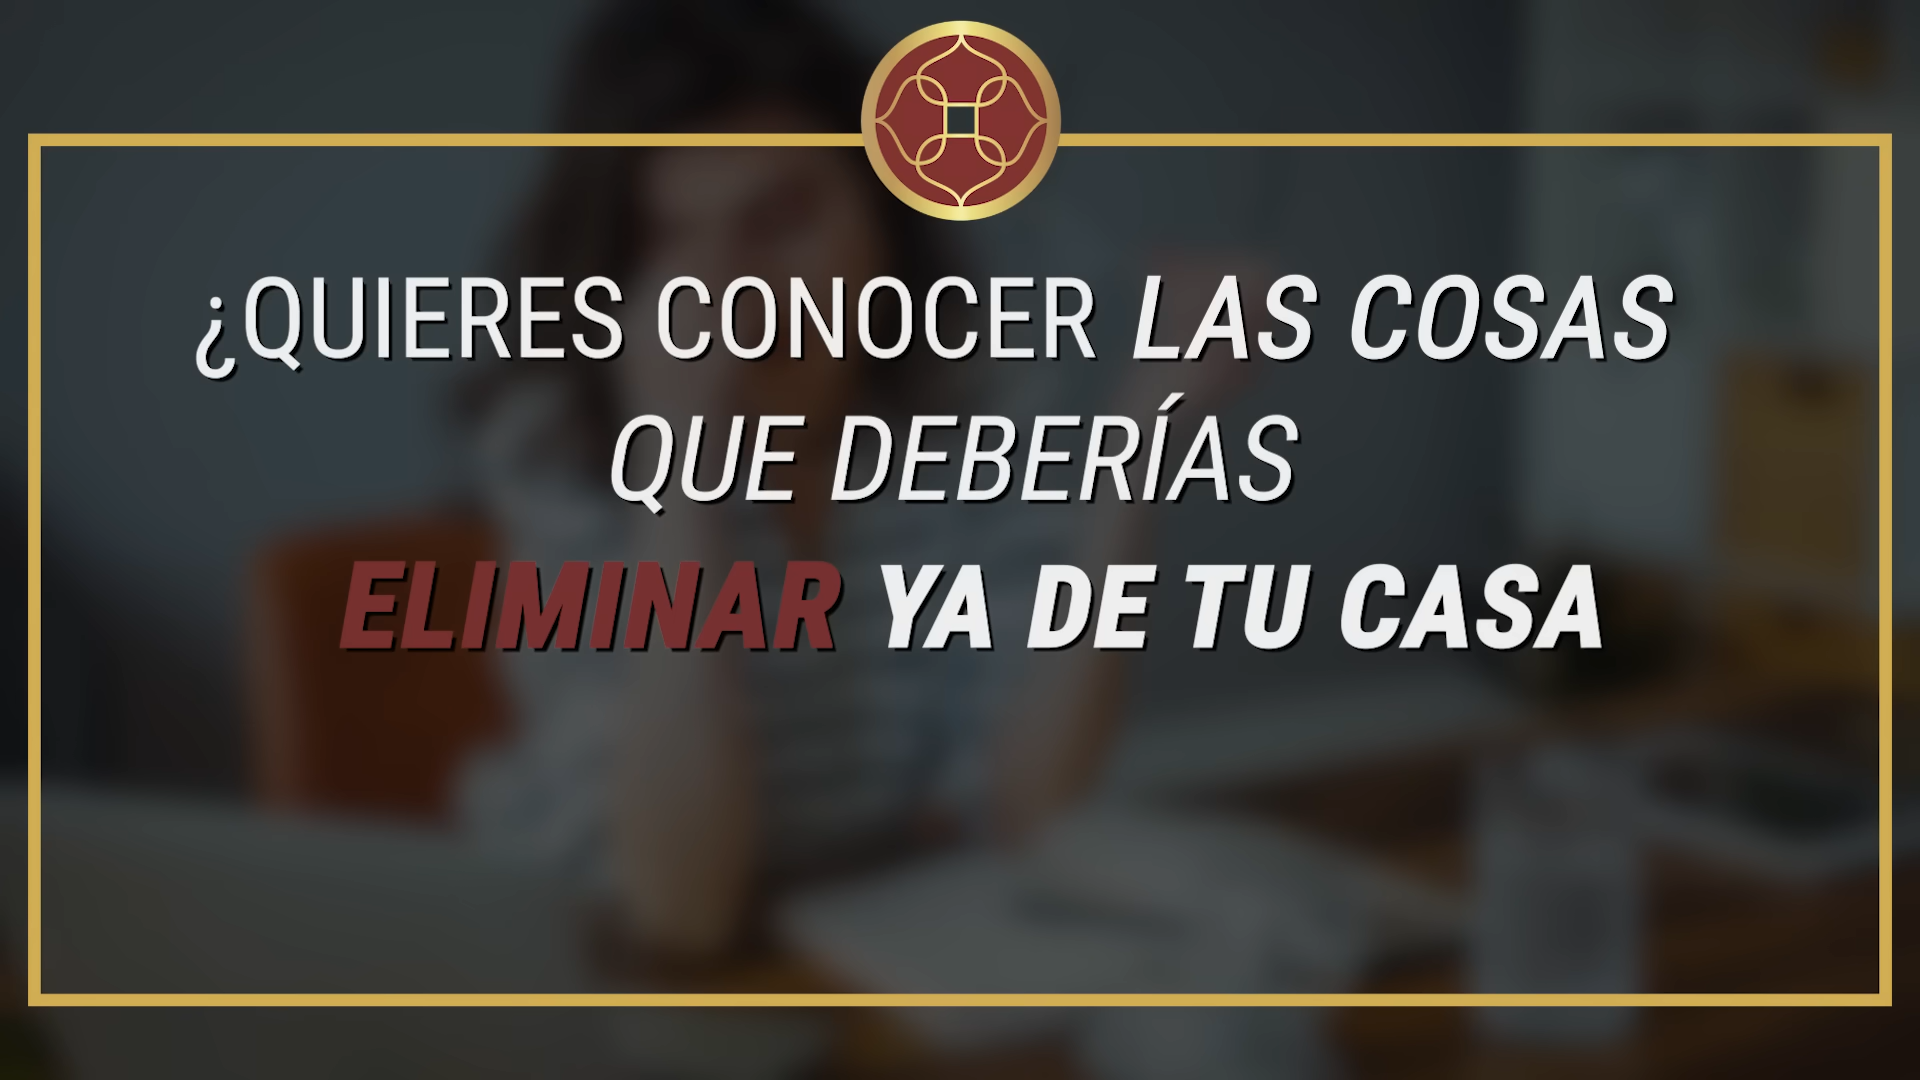 ¿QUIERES CONOCER LAS COSAS
QUE DEBERÍAS
ELIMINAR YA DE TU CASA